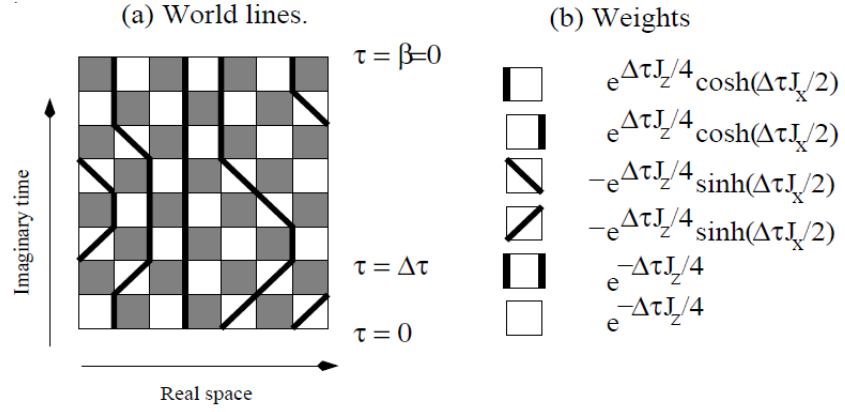 (a) World lines.
τ = β=0
τ = Δτ
τ = 0
Imaginary time
Real space
(b) Weights
e^{ΔτJ_z/4} cosh(ΔτJ_x/2)
e^{ΔτJ_z/4} cosh(ΔτJ_x/2)
−e^{ΔτJ_z/4} sinh(ΔτJ_x/2)
−e^{ΔτJ_z/4} sinh(ΔτJ_x/2)
e^{−ΔτJ_z/4}
e^{−ΔτJ_z/4}